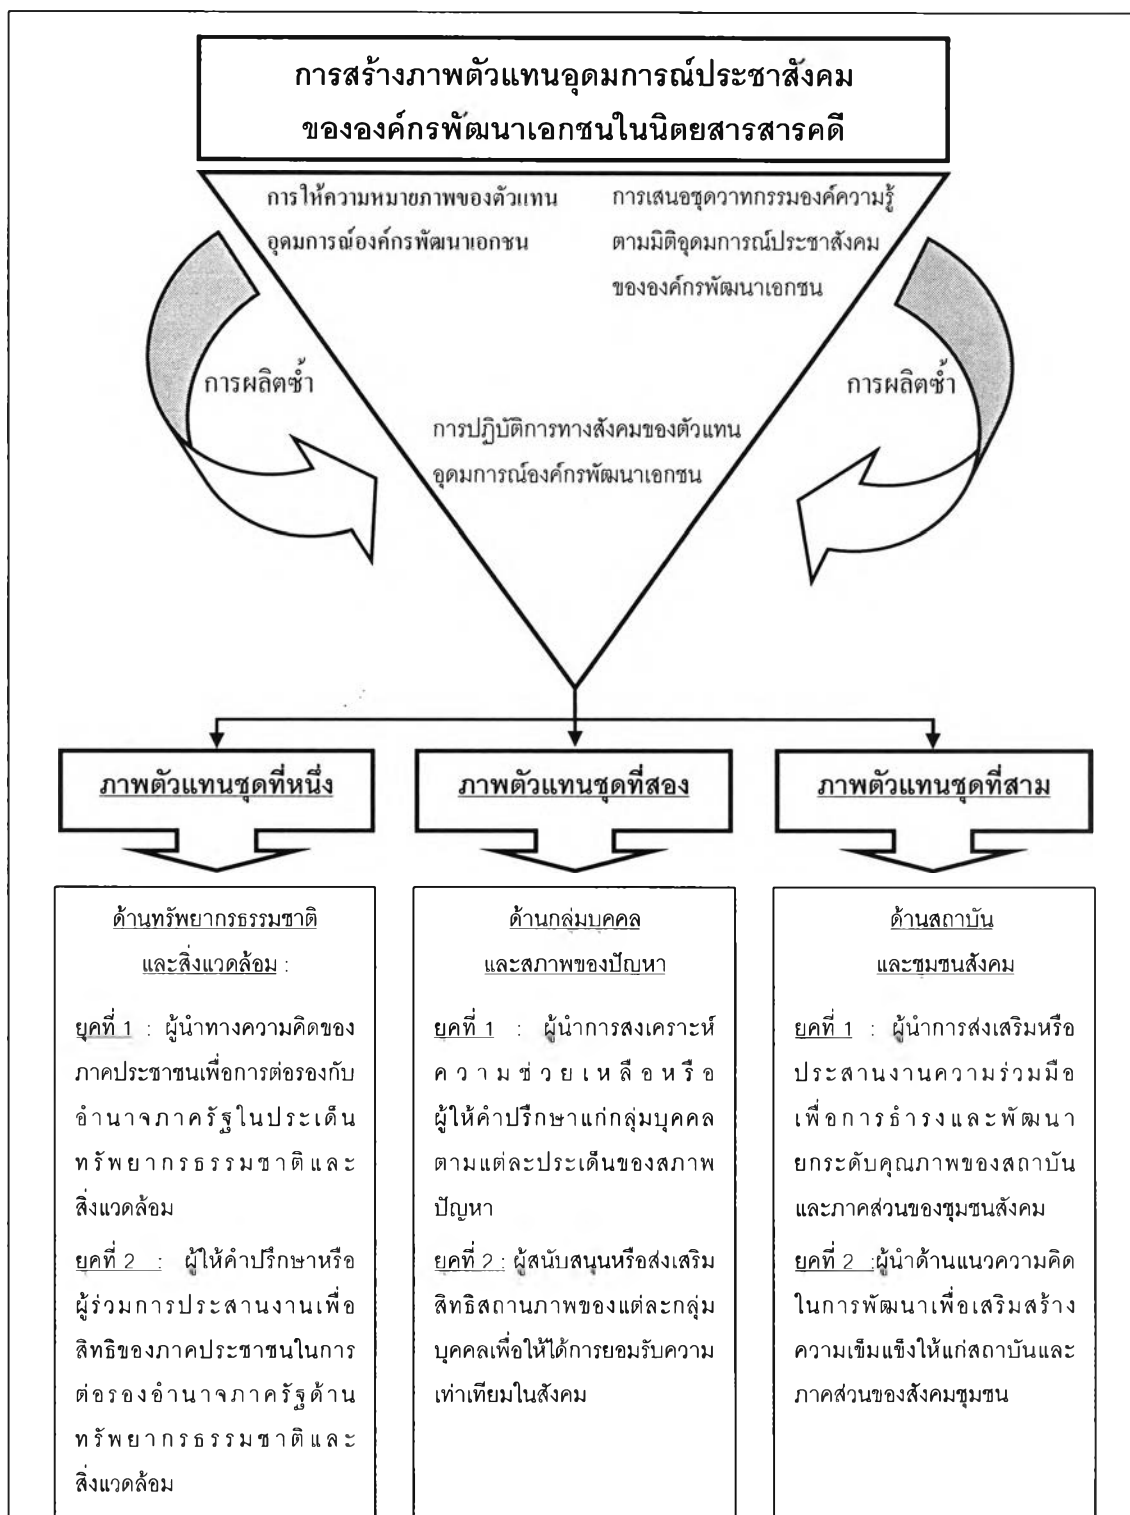 การสร้างภาพตัวแทนอุดมการณ์ประชาสังคม
ขององค์กรพัฒนาเอกชนในนิตยสารสารคดี
การให้ความหมายภาพของตัวแทน
อุดมการณ์องค์กรพัฒนาเอกชน
การเสนอชุดวาทกรรมองค์ความรู้
ตามมิติอุดมการณ์ประชาสังคม
ขององค์กรพัฒนาเอกชน
การผลิตซ้ำ
การผลิตซ้ำ
การปฏิบัติการทางสังคมของตัวแทน
อุดมการณ์องค์กรพัฒนาเอกชน
ภาพตัวแทนชุดที่หนึ่ง
ภาพตัวแทนชุดที่สอง
ภาพตัวแทนชุดที่สาม
ด้านทรัพยากรธรรมชาติ
และสิ่งแวดล้อม :
ยุคที่ 1 : ผู้นำทางความคิดของ
ภาคประชาชนเพื่อการต่อรองกับ
อำนาจภาครัฐในประเด็น
ทรัพยากรธรรมชาติและ
สิ่งแวดล้อม
ยุคที่ 2 : ผู้ให้คำปรึกษาหรือ
ผู้ร่วมการประสานงานเพื่อ
สิทธิของภาคประชาชนในการ
ต่อรองอำนาจภาครัฐด้าน
ทรัพยากรธรรมชาติและ
สิ่งแวดล้อม
ด้านกลุ่มบุคคล
และสภาพของปัญหา
ยุคที่ 1 : ผู้นำการสงเคราะห์
ความช่วยเหลือหรือ
ผู้ให้คำปรึกษาแก่กลุ่มบุคคล
ตามแต่ละประเด็นของสภาพ
ปัญหา
ยุคที่ 2 : ผู้สนับสนุนหรือส่งเสริม
สิทธิสถานภาพของแต่ละกลุ่ม
บุคคลเพื่อให้ได้การยอมรับความ
เท่าเทียมในสังคม
ด้านสถาบัน
และชุมชนสังคม
ยุคที่ 1 : ผู้นำการส่งเสริมหรือ
ประสานงานความร่วมมือ
เพื่อการธำรงและพัฒนา
ยกระดับคุณภาพของสถาบัน
และภาคส่วนของชุมชนสังคม
ยุคที่ 2 :ผู้นำด้านแนวความคิด
ในการพัฒนาเพื่อเสริมสร้าง
ความเข็มแข็งให้แก่สถาบันและ
ภาคส่วนของสังคมชุมชน